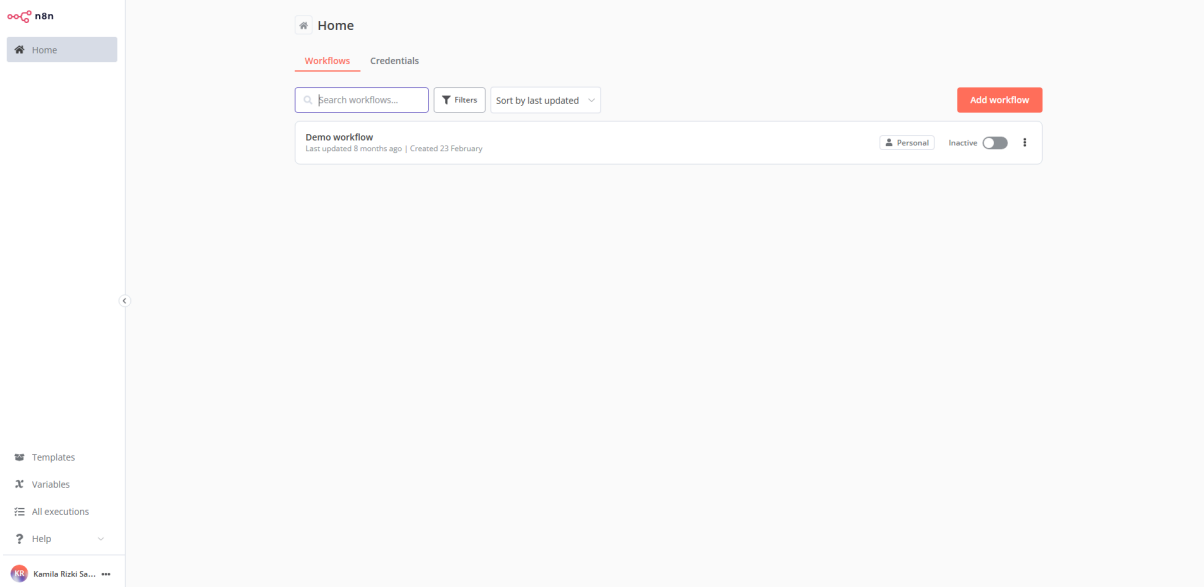 n8n
Home
Templates
Variables
All executions
Help
KR Kamila Rizki Sa...
Home
Workflows Credentials
Search workflows... Filters Sort by last updated Add workflow
Demo workflow
Last updated 8 months ago | Created 23 February
Personal Inactive